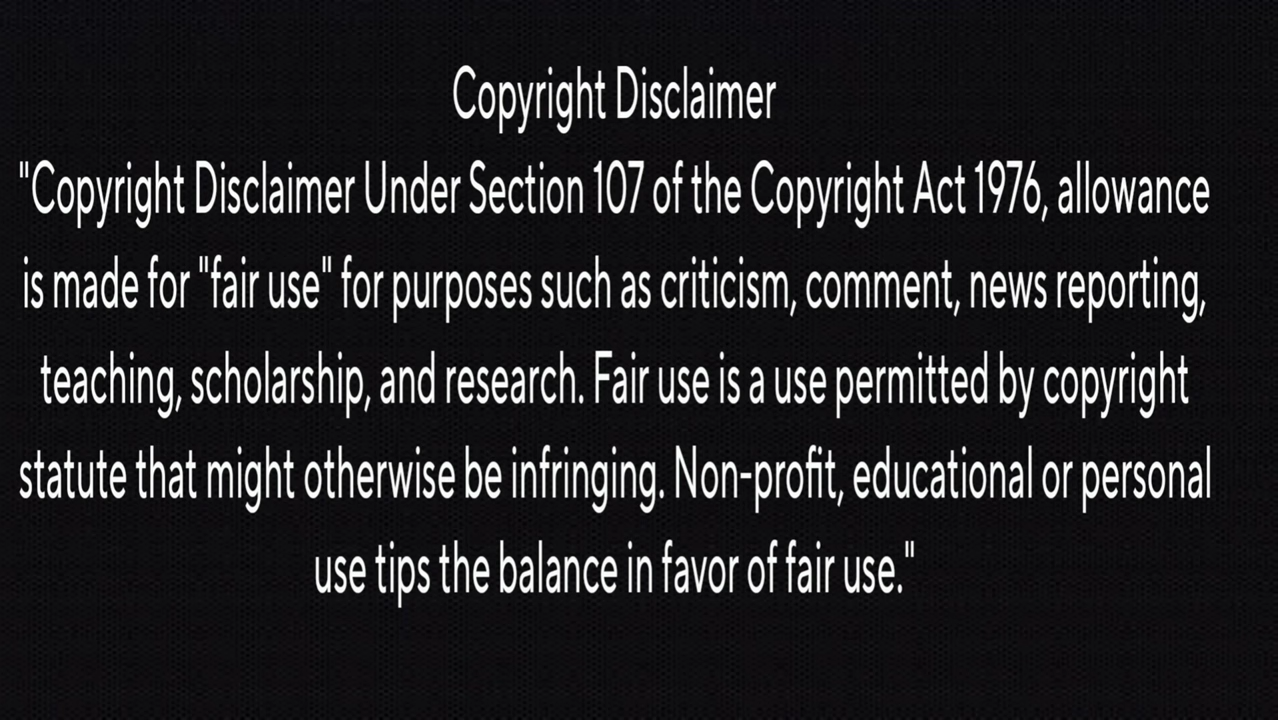 Copyright Disclaimer
"Copyright Disclaimer Under Section 107 of the Copyright Act 1976, allowance
is made for "fair use" for purposes such as criticism, comment, news reporting,
teaching, scholarship, and research. Fair use is a use permitted by copyright
statute that might otherwise be infringing. Non-profit, educational or personal
use tips the balance in favor of fair use."